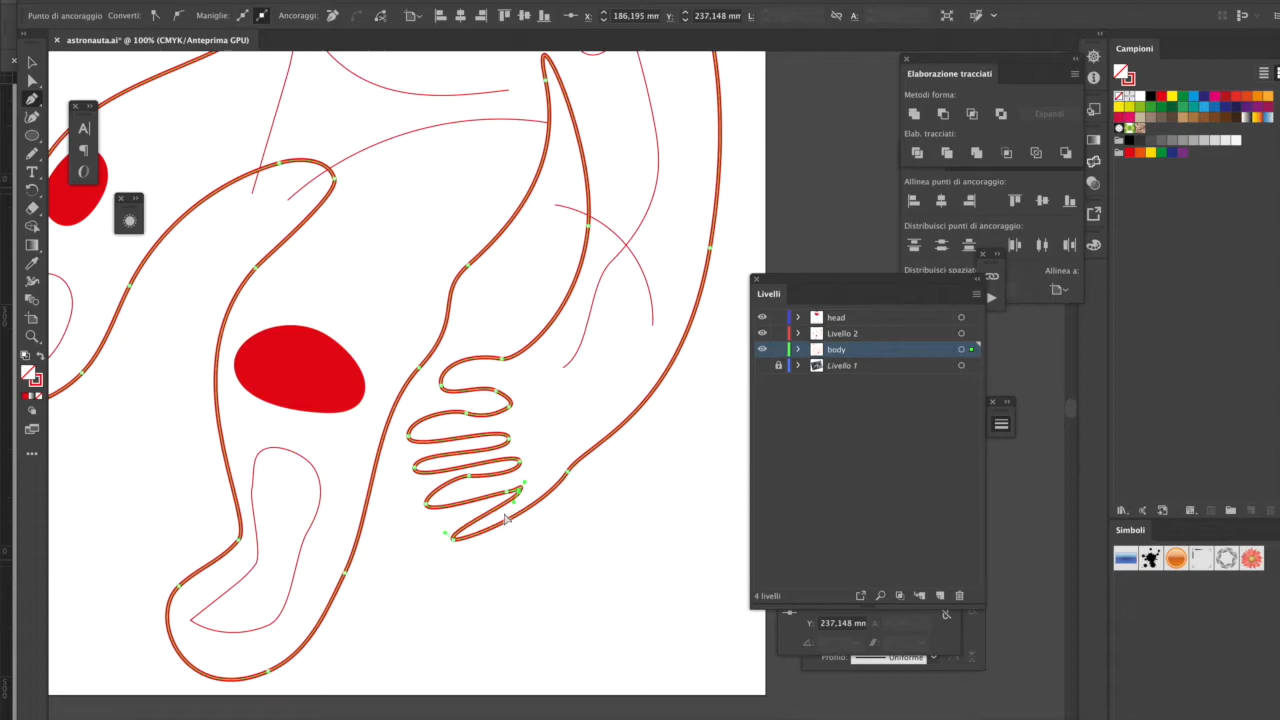 Punto di ancoraggio
Converti:
Maniglie:
Ancoraggi:
X:
186,195 mm
Y:
237,148 mm
L:
A:
astronauta.ai* @ 100% (CMYK/Anteprima GPU)
Elaborazione tracciati
Metodi forma:
Espandi
Elab. tracciati:
Allinea punti di ancoraggio:
Distribuisci punti di ancoraggio:
Distribuisci spaziat
Allinea a:
Campioni
Livelli
head
Livello 2
body
Livello 1
4 livelli
Y:
237,148 mm
Profilo:
Uniforme
Simboli